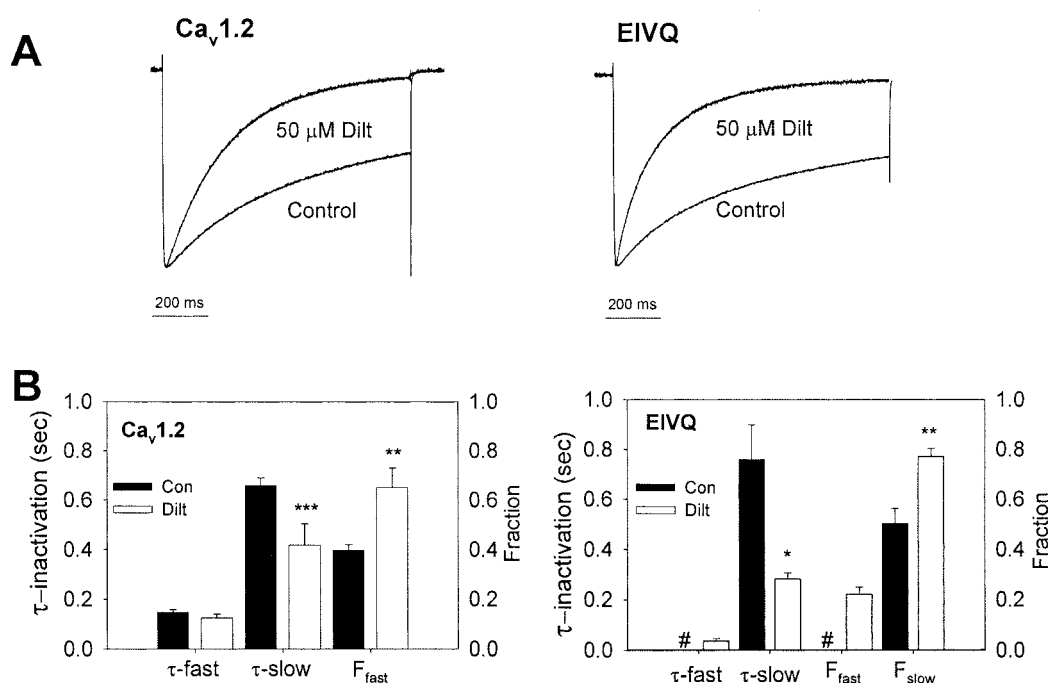 A
Cav1.2
EIVQ
50 μM Dilt
Control
200 ms
50 μM Dilt
Control
200 ms
B
τ–inactivation (sec)
1.0
0.8
0.6
0.4
0.2
0.0
Cav1.2
Con
Dilt
***
**
τ-fast
τ-slow
Ffast
1.0
0.8
0.6
0.4
0.2
0.0
Fraction
τ–inactivation (sec)
1.0
0.8
0.6
0.4
0.2
0.0
EIVQ
Con
Dilt
#
*
#
**
τ-fast
τ-slow
Ffast
Fslow
1.0
0.8
0.6
0.4
0.2
0.0
Fraction